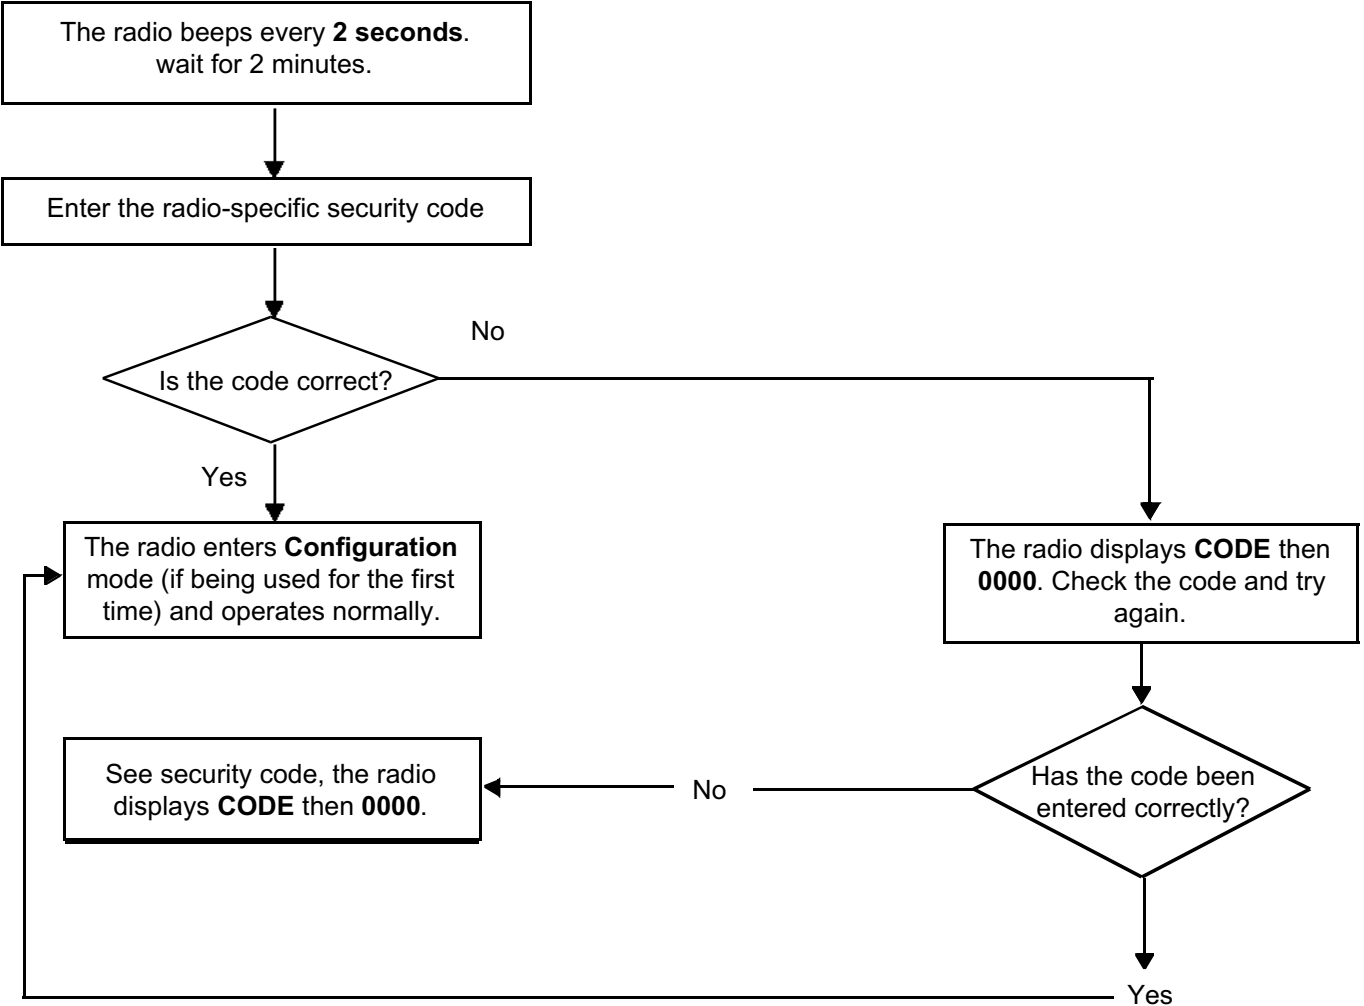 The radio beeps every 2 seconds.
wait for 2 minutes.
Enter the radio-specific security code
No
Is the code correct?
Yes
The radio enters Configuration
mode (if being used for the first
time) and operates normally.
The radio displays CODE then
0000. Check the code and try
again.
See security code, the radio
displays CODE then 0000.
No
Has the code been
entered correctly?
Yes